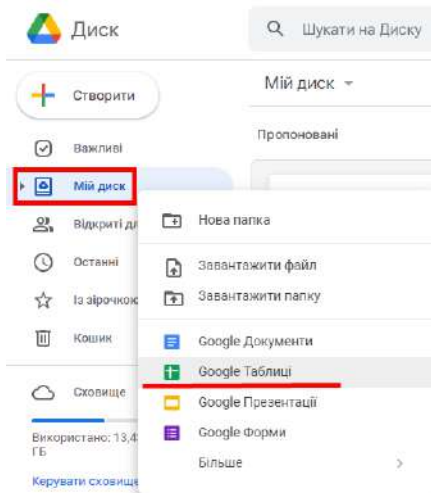 Диск
Шукати на Диску
Створити
Мій диск
Пропоновані
Важливі
Мій диск
Відкриті дл
Останні
Із зірочкою
Кошик
Сховище
Використано: 13,4
ГБ
Керувати сховище
Нова папка
Завантажити файл
Завантажити папку
Google Документи
Google Таблиці
Google Презентації
Google Форми
Більше